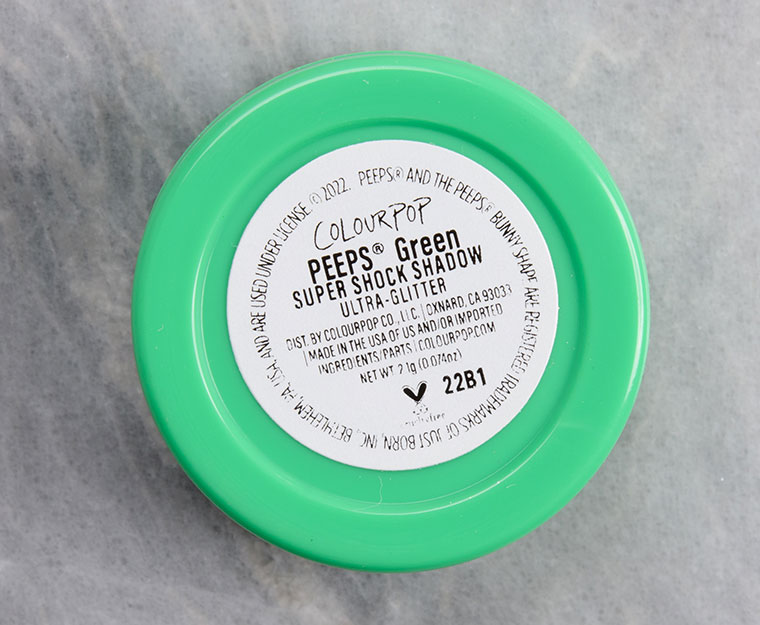 COLOURPOP
PEEPS® Green
SUPER SHOCK SHADOW
ULTRA-GLITTER
DIST. BY COLOURPOP CO., LLC. | OXNARD, CA 93033
| MADE IN THE USA OF US AND/OR IMPORTED
INGREDIENTS/PARTS | COLOURPOP.COM
NET WT 2.1g (0.074oz)
22B1
©2022. PEEPS® AND THE PEEPS® BUNNY SHAPE ARE REGISTERED TRADEMARKS OF JUST BORN, INC. BETHLEHEM, PA, USA, AND ARE USED UNDER LICENSE